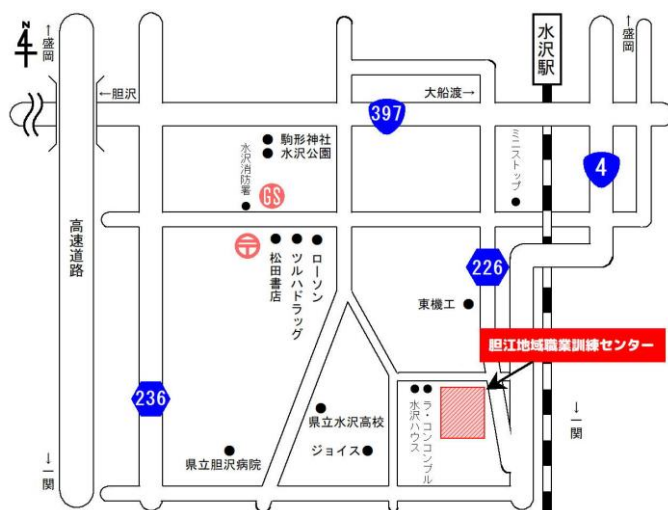 N
↑盛岡
↑盛岡
水沢駅
←胆沢
大船渡→
397
4
駒形神社
水沢公園
水沢消防署
GS
ミニストップ
高速道路
〒
松田書店
ツルハドラッグ
ローソン
226
東機工
胆江地域職業訓練センター
236
県立水沢高校
水沢ハウス
ラ・コンコンブル
県立胆沢病院
ジョイス
↓一関
↓一関